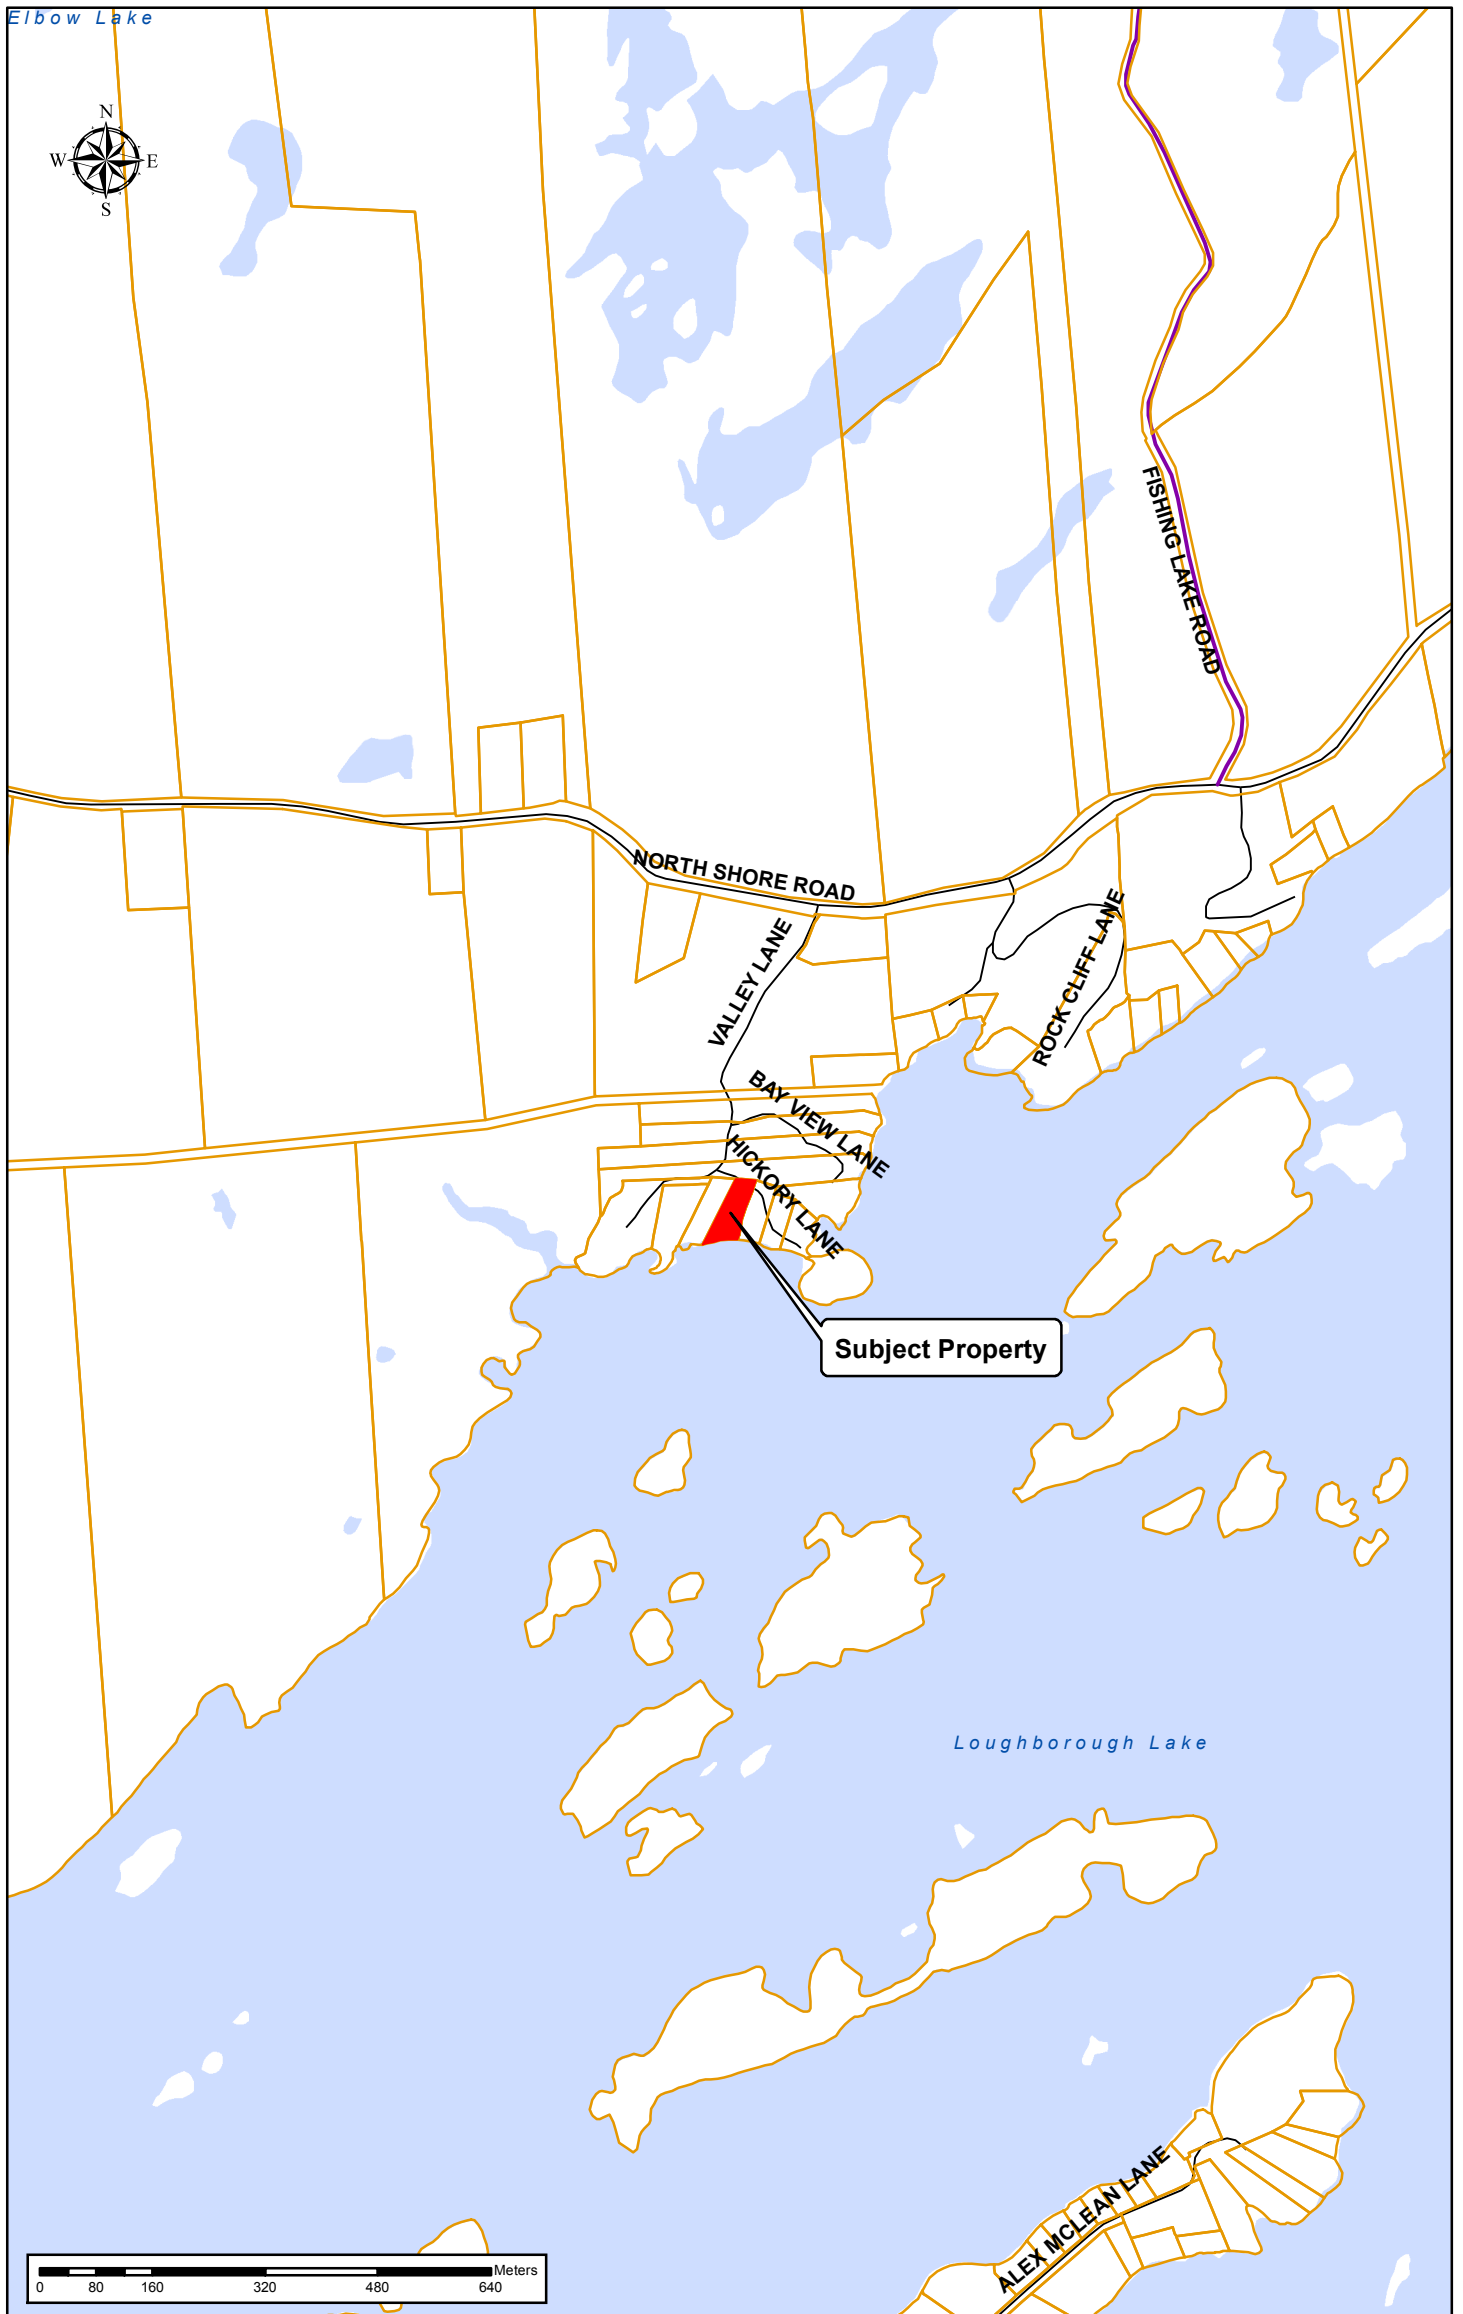 Elbow Lake
N
W E
S
FISHING LAKE ROAD
NORTH SHORE ROAD
VALLEY LANE
ROCK CLIFF LANE
BAY VIEW LANE
HICKORY LANE
Subject Property
Loughborough Lake
ALEX MCLEAN LANE
Meters
0 80 160 320 480 640